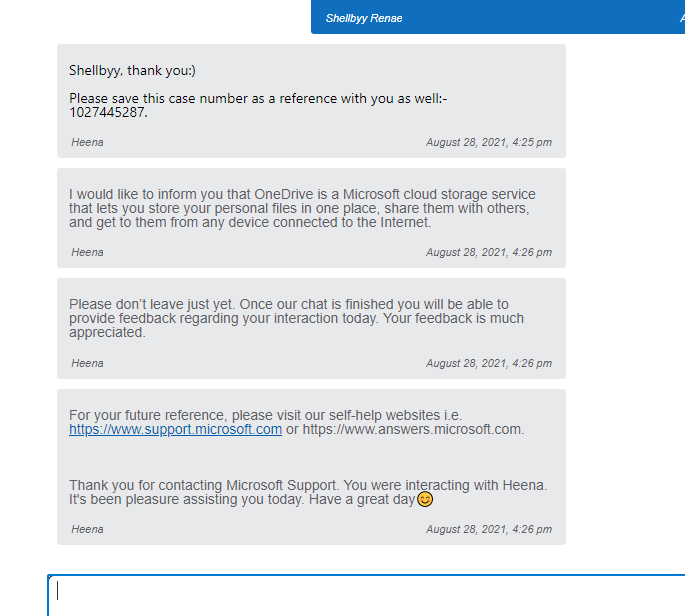 Shellbyy Renae
Shellbyy, thank you:)
Please save this case number as a reference with you as well:-
1027445287.
Heena August 28, 2021, 4:25 pm
I would like to inform you that OneDrive is a Microsoft cloud storage service
that lets you store your personal files in one place, share them with others,
and get to them from any device connected to the Internet.
Heena August 28, 2021, 4:26 pm
Please don’t leave just yet. Once our chat is finished you will be able to
provide feedback regarding your interaction today. Your feedback is much
appreciated.
Heena August 28, 2021, 4:26 pm
For your future reference, please visit our self-help websites i.e.
https://www.support.microsoft.com or https://www.answers.microsoft.com.
Thank you for contacting Microsoft Support. You were interacting with Heena.
It's been pleasure assisting you today. Have a great day😊
Heena August 28, 2021, 4:26 pm